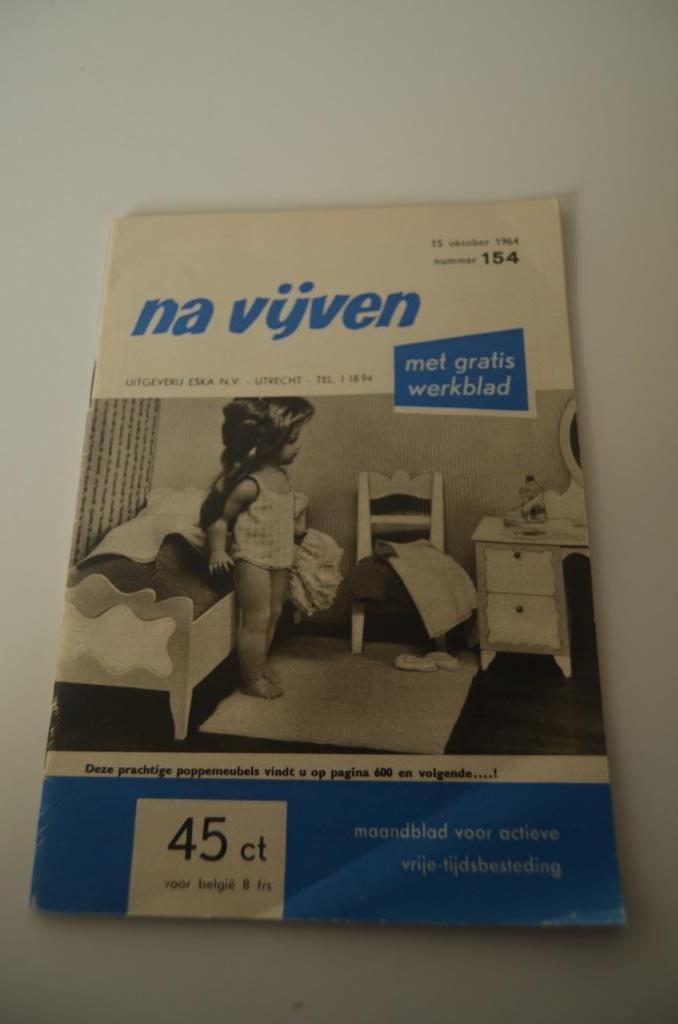 15 oktober 1964
nummer 154
na vijven
UITGEVERIJ ESKA N.V. - UTRECHT - TEL. 1 18 94
met gratis
werkblad
Deze prachtige poppemeubels vindt u op pagina 600 en volgende....!
45 ct
voor belgië 8 frs
maandblad voor actieve
vrije-tijdsbesteding